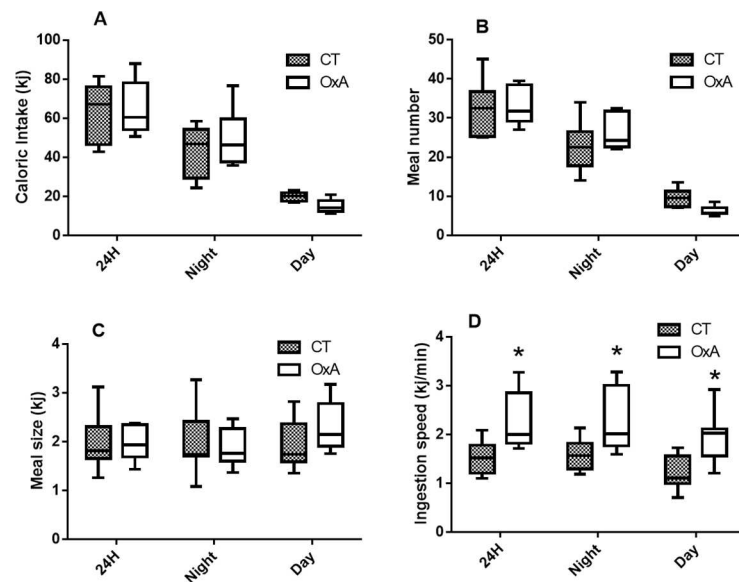 A
Caloric Intake (kj)
100
80
60
40
20
0
CT
OxA
24H
Night
Day
B
Meal number
50
40
30
20
10
0
CT
OxA
24H
Night
Day
C
Meal size (kj)
4
3
2
1
0
CT
OxA
24H
Night
Day
D
Ingestion speed (kj/min)
4
3
2
1
0
CT
OxA
*
*
*
24H
Night
Day